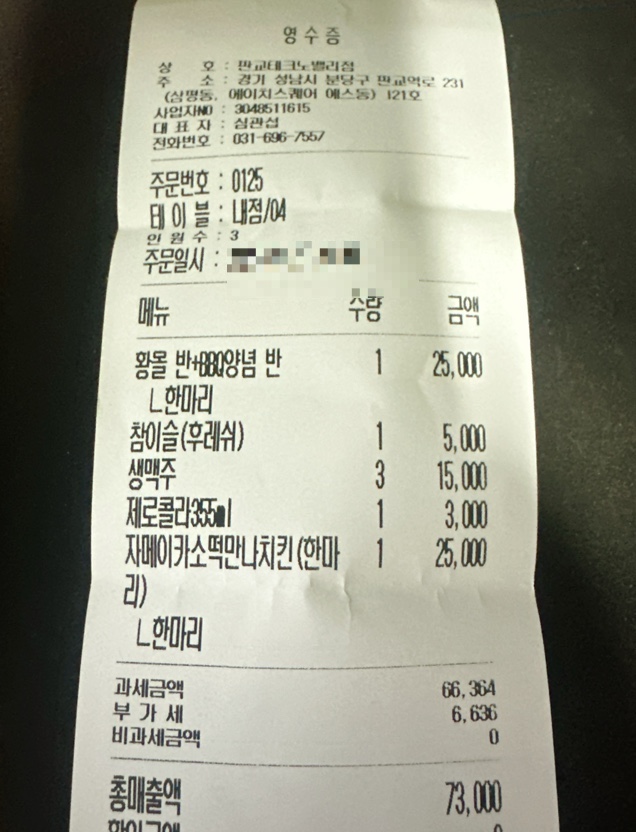 영수증
상 호 : 판교테크노밸리점
주 소 : 경기 성남시 분당구 판교역로 231
(삼평동, 에이치스퀘어 에스동) 121호
사업자NO : 3048511615
대 표 자 : 심관섭
전화번호 : 031-696-7557
주문번호 : 0125
테 이 블 : 내점/04
인 원 수 : 3
주문일시 :
메뉴 수량 금액
황올 반+BBQ양념 반 1 25,000
ㄴ한마리
참이슬(후레쉬) 1 5,000
생맥주 3 15,000
제로콜라355ml 1 3,000
자메이카소떡만나치킨(한마 1 25,000
리)
ㄴ한마리
과세금액 66,364
부 가 세 6,636
비과세금액 0
총매출액 73,000